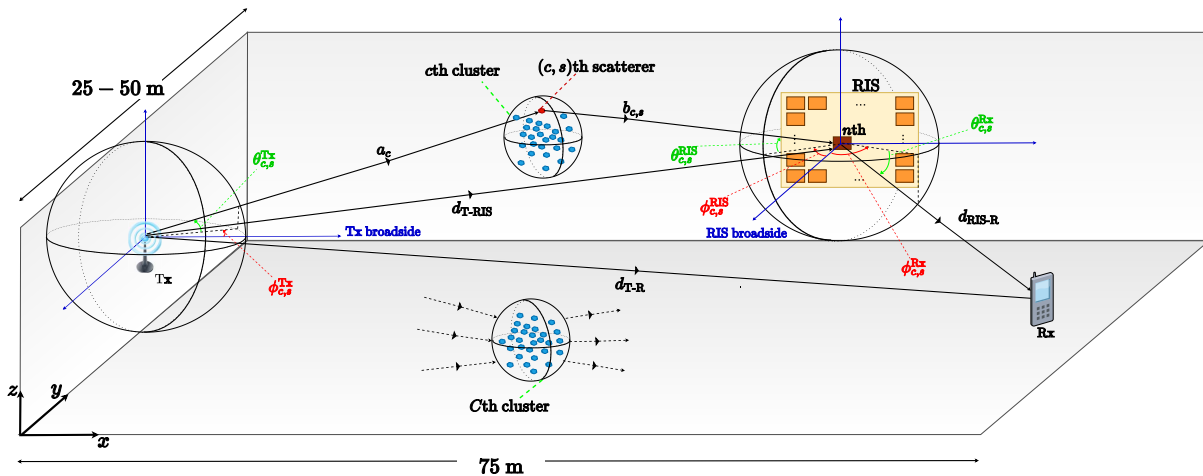 25 − 50 m
cth cluster
(c, s)th scatterer
RIS
...
nth
b_{c,s}
θ^{Rx}_{c,s}
θ^{Tx}_{c,s}
a_c
θ^{RIS}_{c,s}
d_{T-RIS}
ϕ^{RIS}_{c,s}
...
d_{RIS-R}
Tx broadside
RIS broadside
Tx
ϕ^{Tx}_{c,s}
d_{T-R}
ϕ^{Rx}_{c,s}
Rx
Cth cluster
z
y
x
75 m